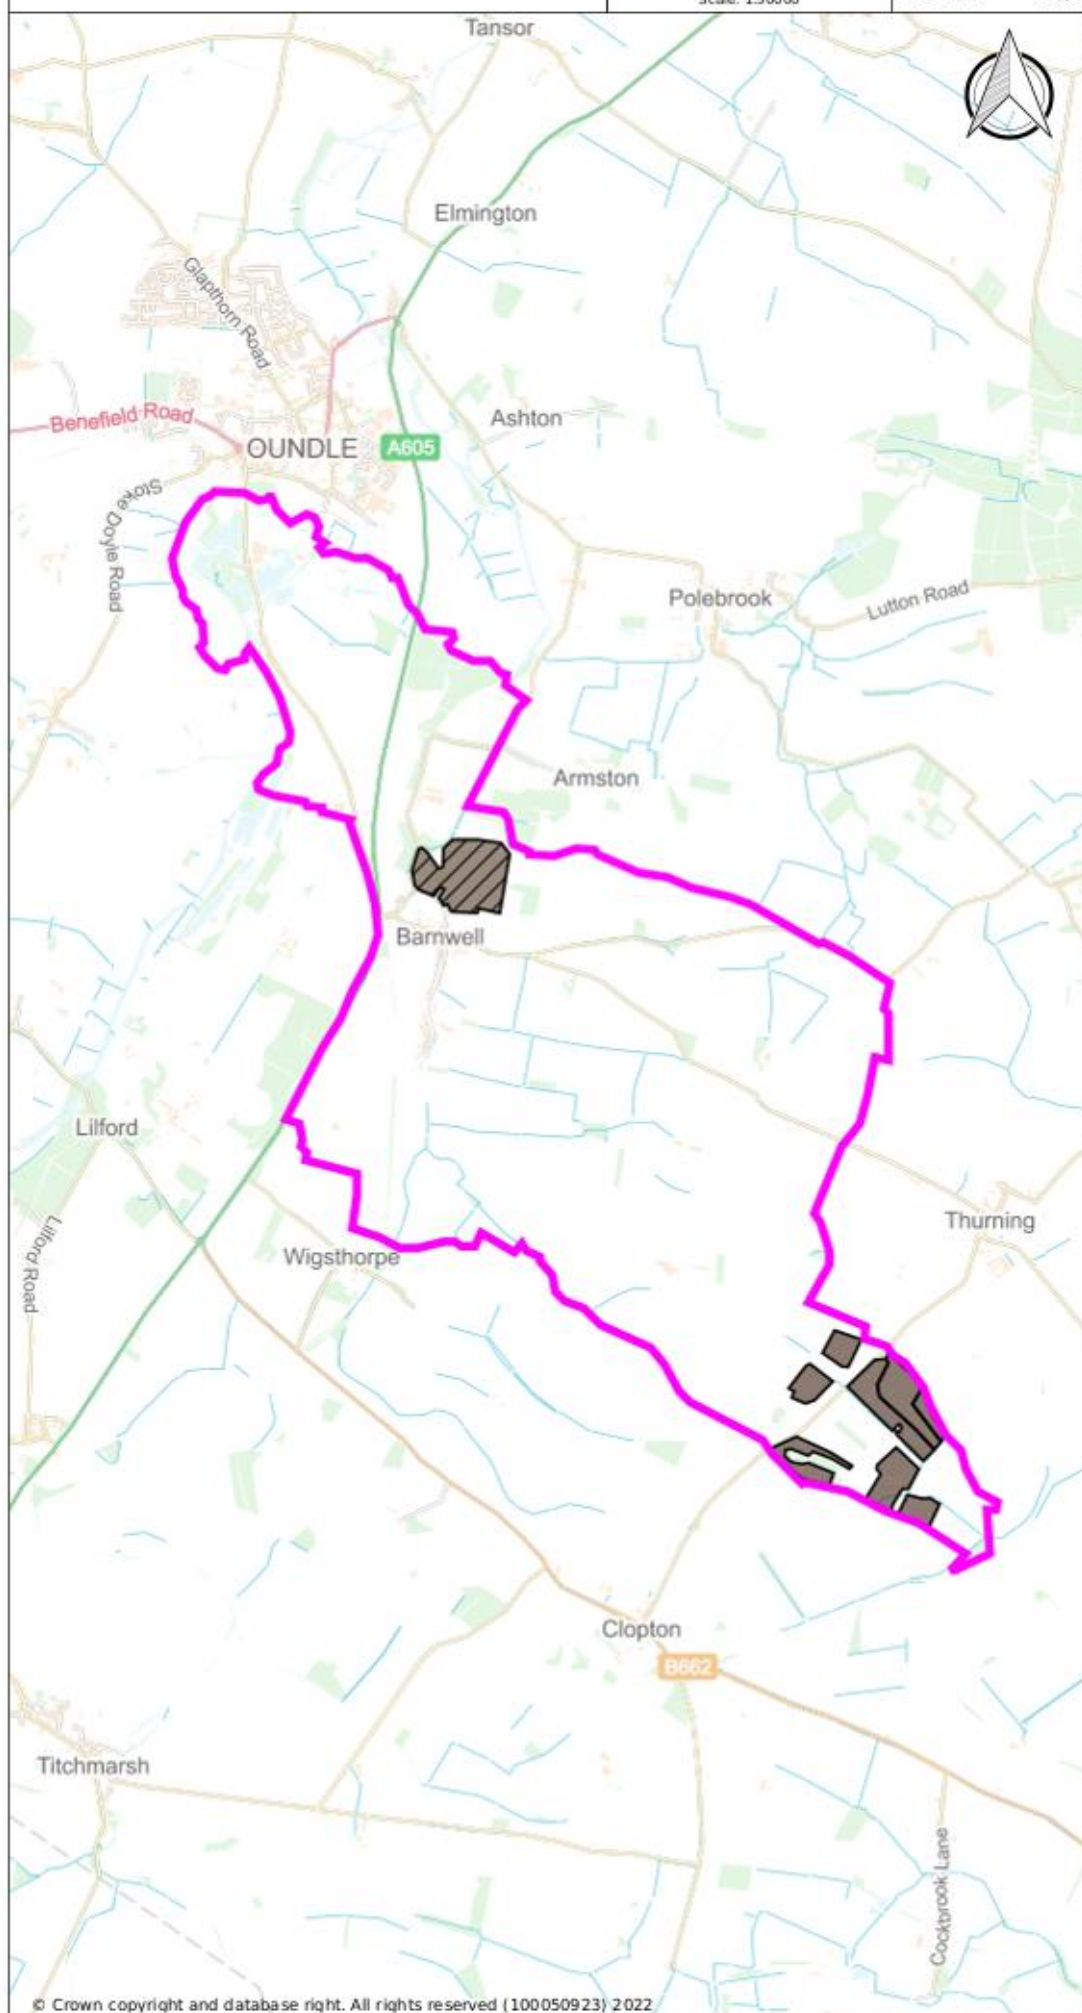 Tansor
Elmington
Glapthorn Road
Ashton
Benefield Road
OUNDLE
A605
Stoke Doyle Road
Polebrook
Lutton Road
Armston
Barnwell
Lilford
Thurning
Wigsthorpe
Lilford Road
Clopton
B662
Titchmarsh
Cockbrook Lane
© Crown copyright and database right. All rights reserved (100050923) 2022